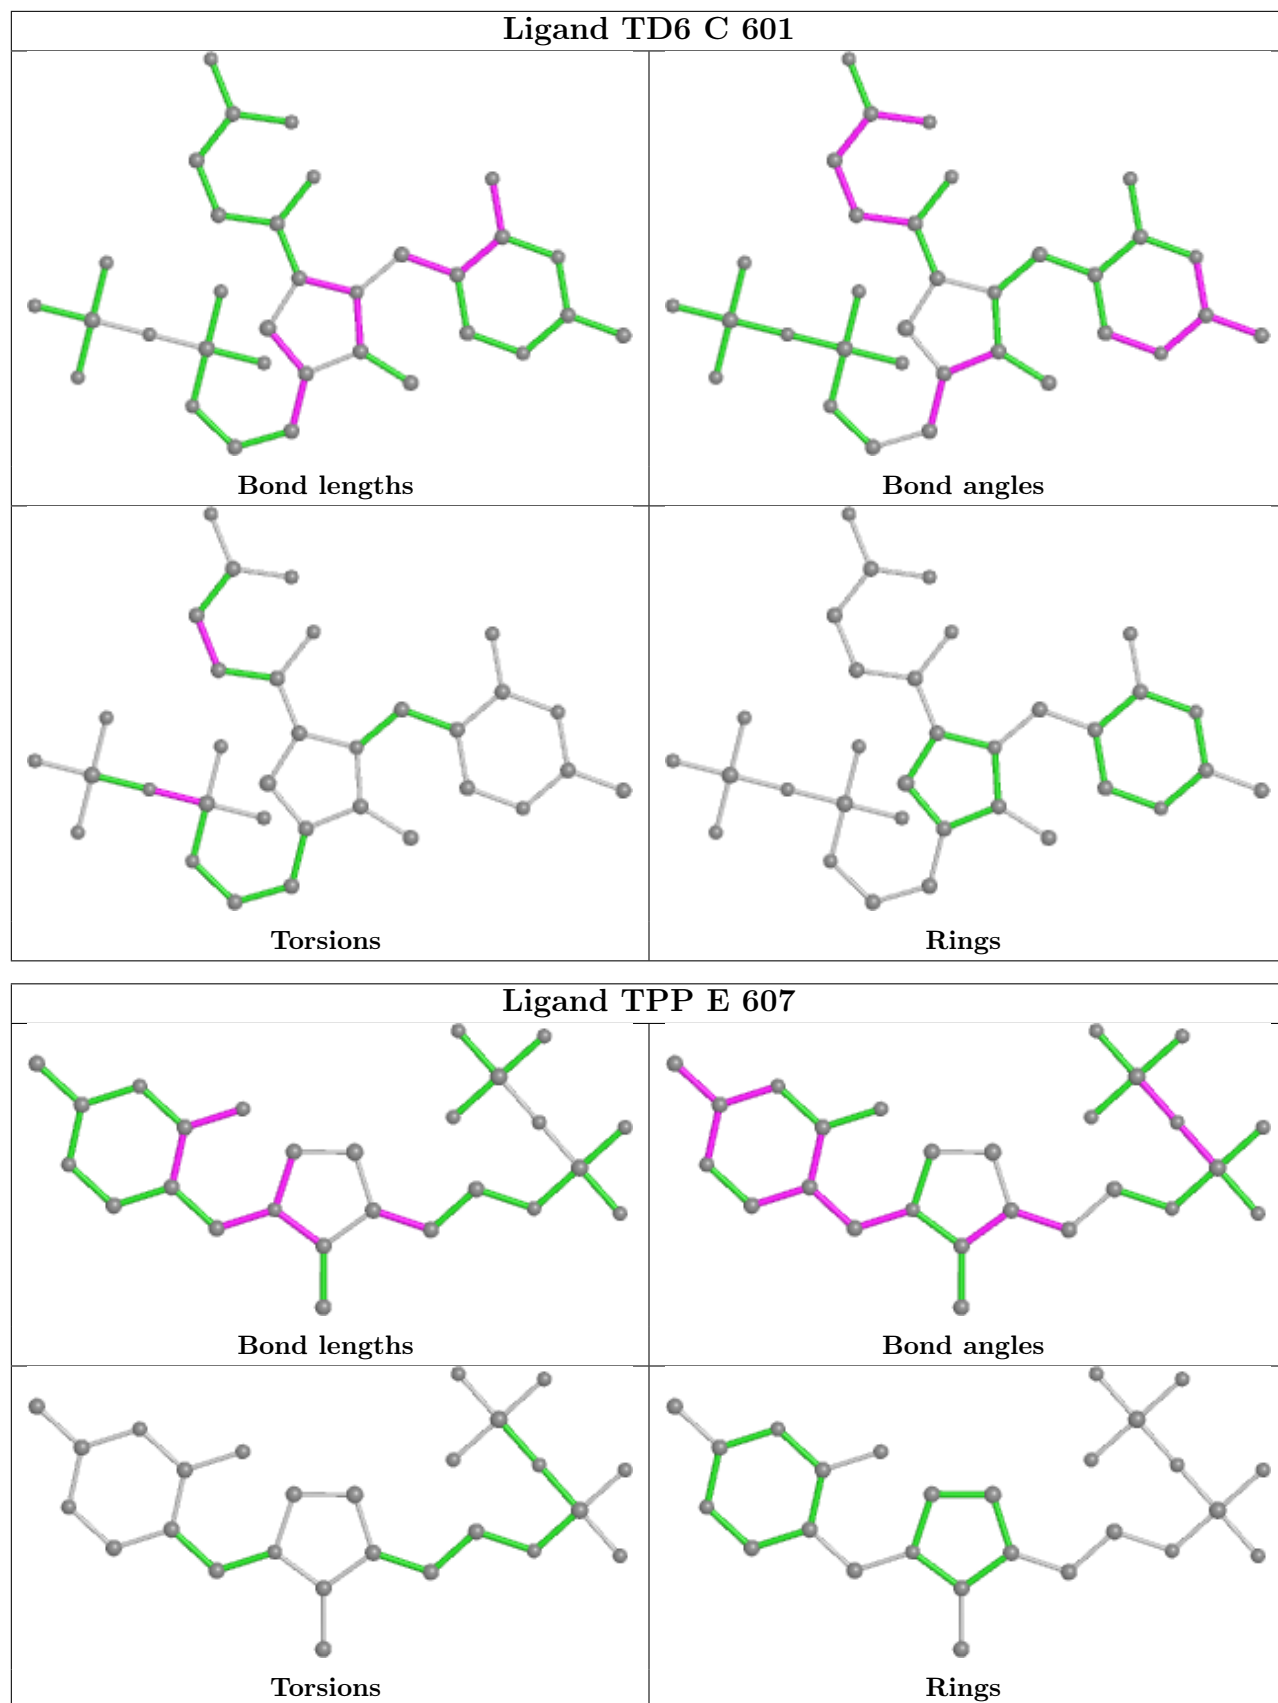 Ligand TD6 C 601
Bond lengths
Bond angles
Torsions
Rings
Ligand TPP E 607
Bond lengths
Bond angles
Torsions
Rings